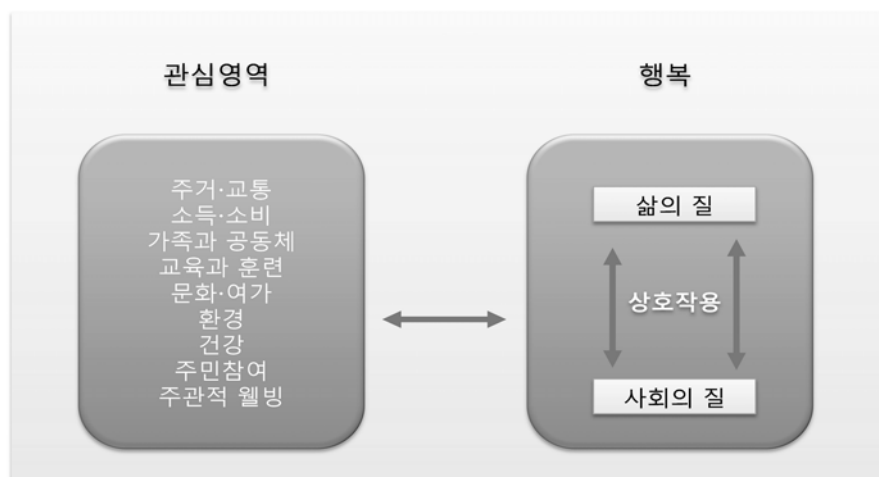 관심영역
주거·교통
소득·소비
가족과 공동체
교육과 훈련
문화·여가
환경
건강
주민참여
주관적 웰빙
행복
삶의 질
상호작용
사회의 질